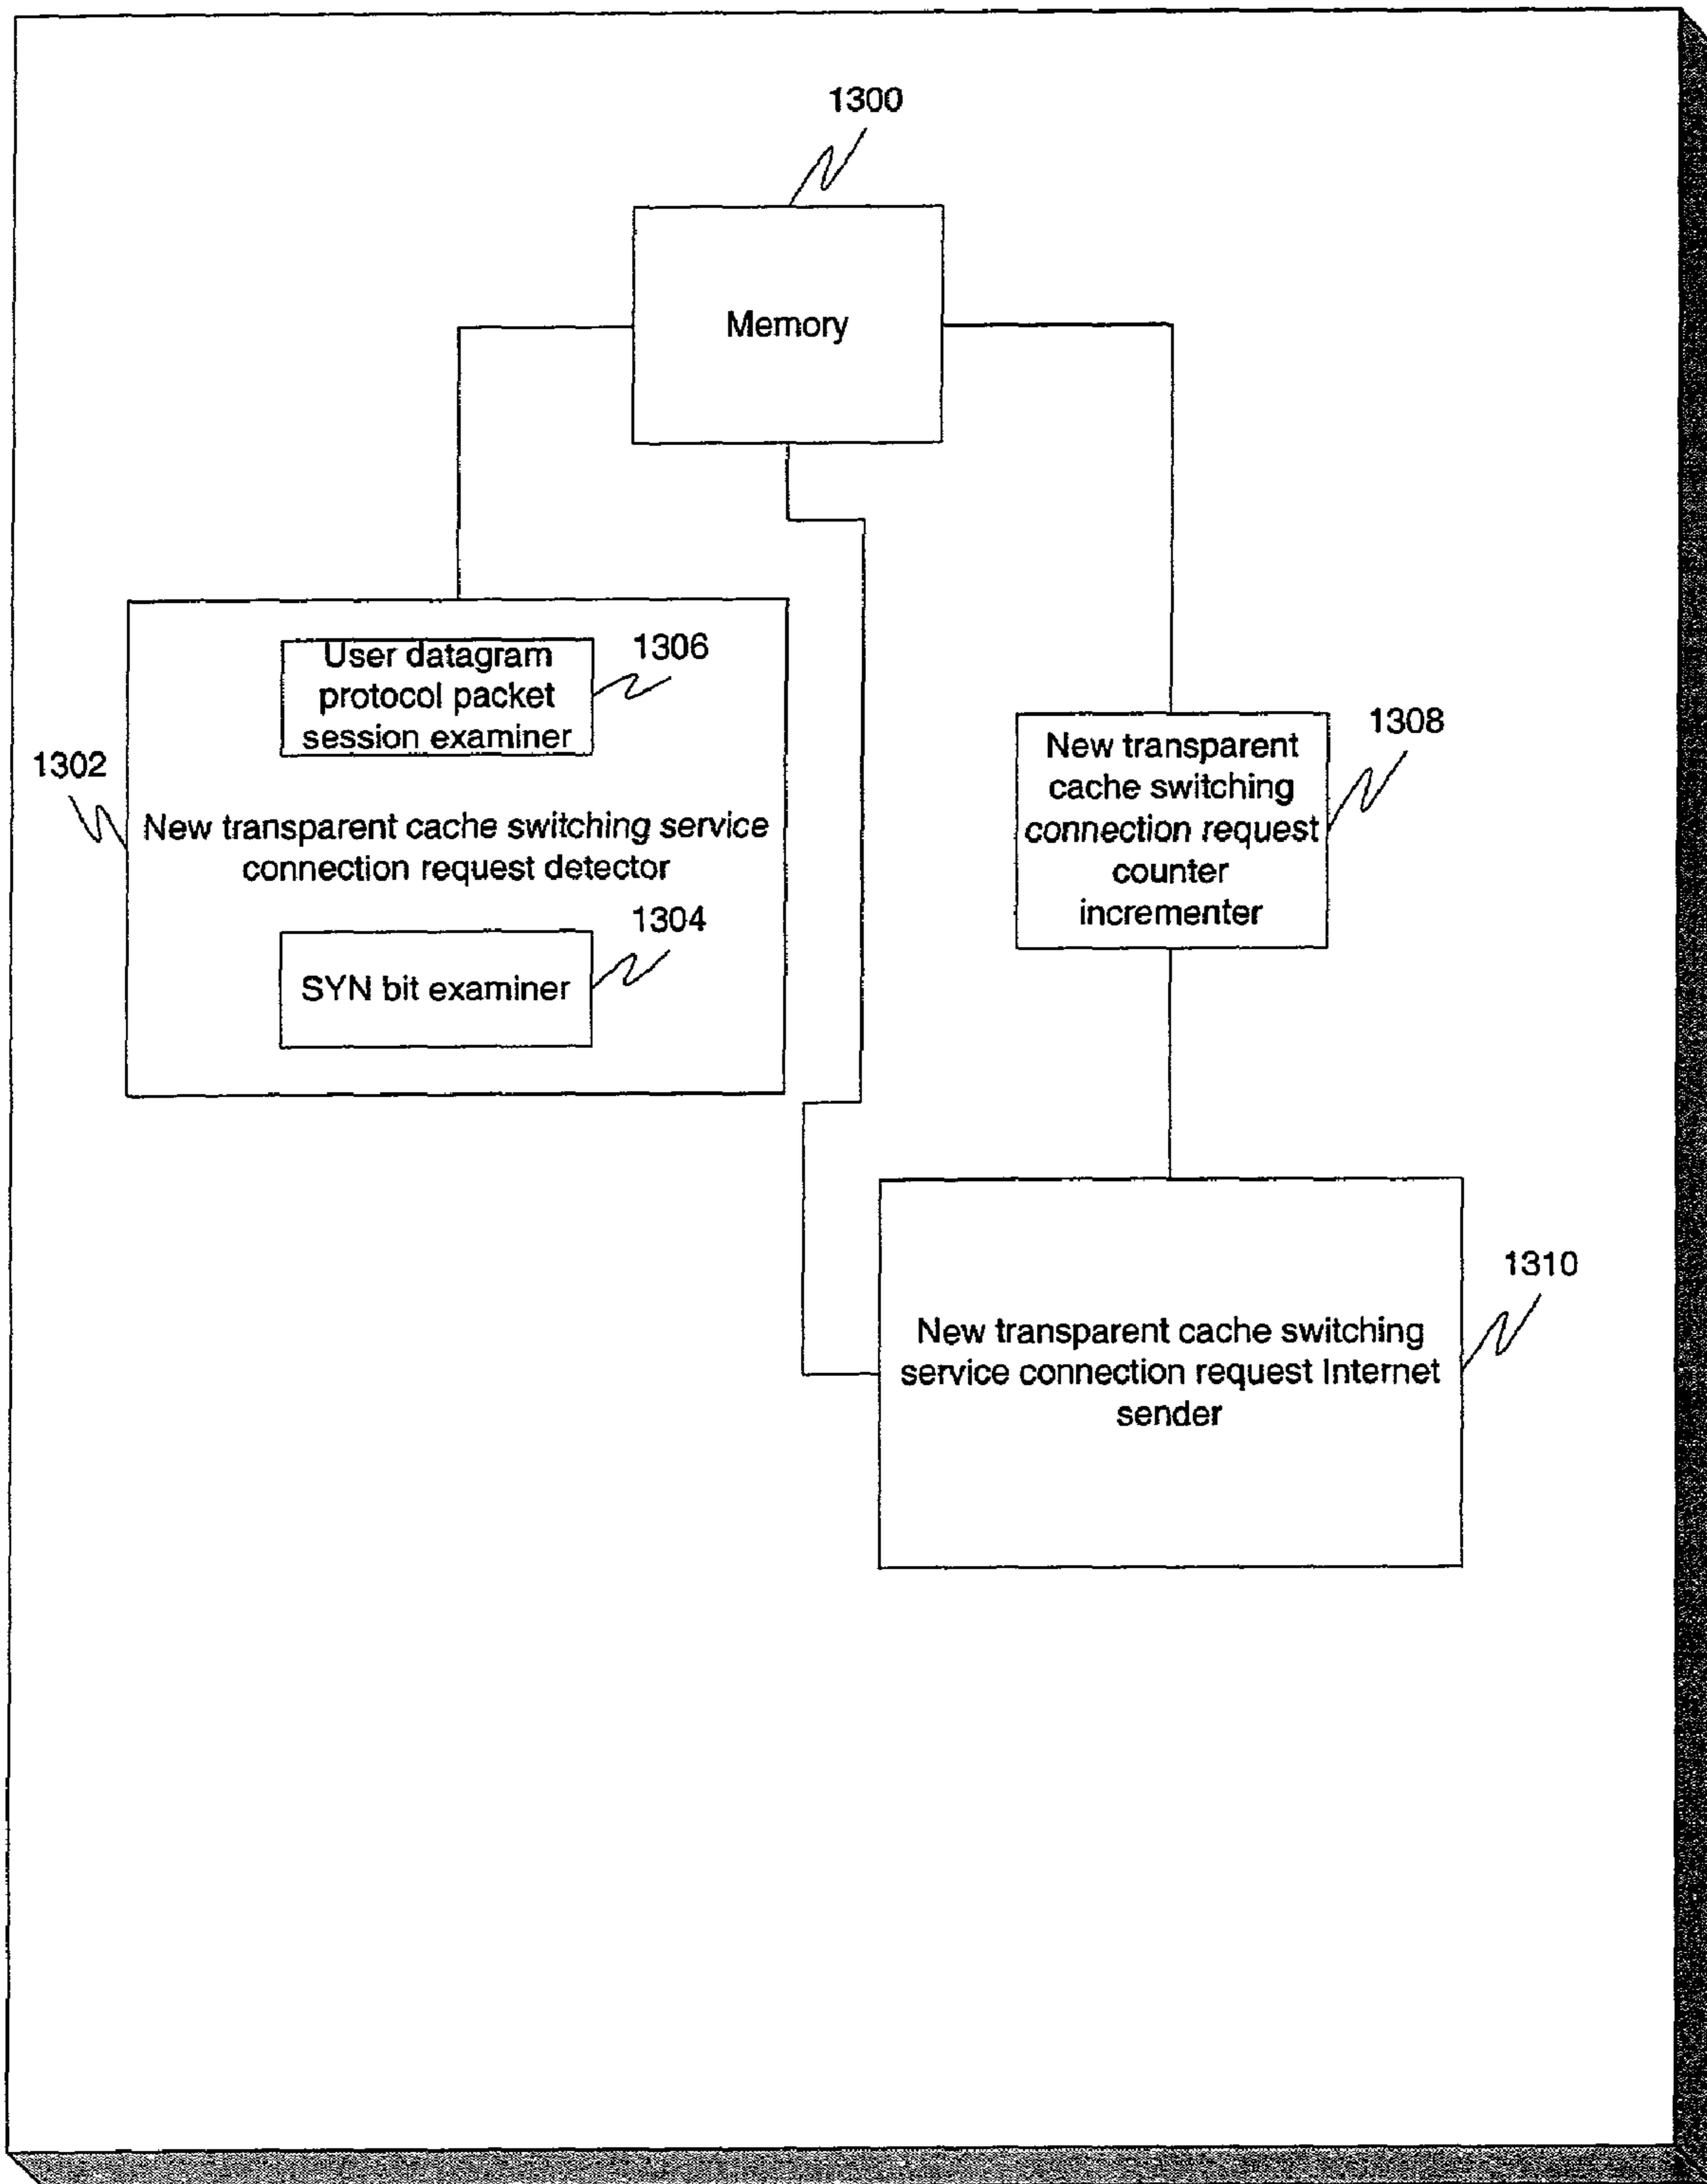 1300
Memory
User datagram
protocol packet
session examiner
1306
1302
New transparent cache switching service
connection request detector
1304
SYN bit examiner
1308
New transparent
cache switching
connection request
counter
incrementer
1310
New transparent cache switching
service connection request Internet
sender